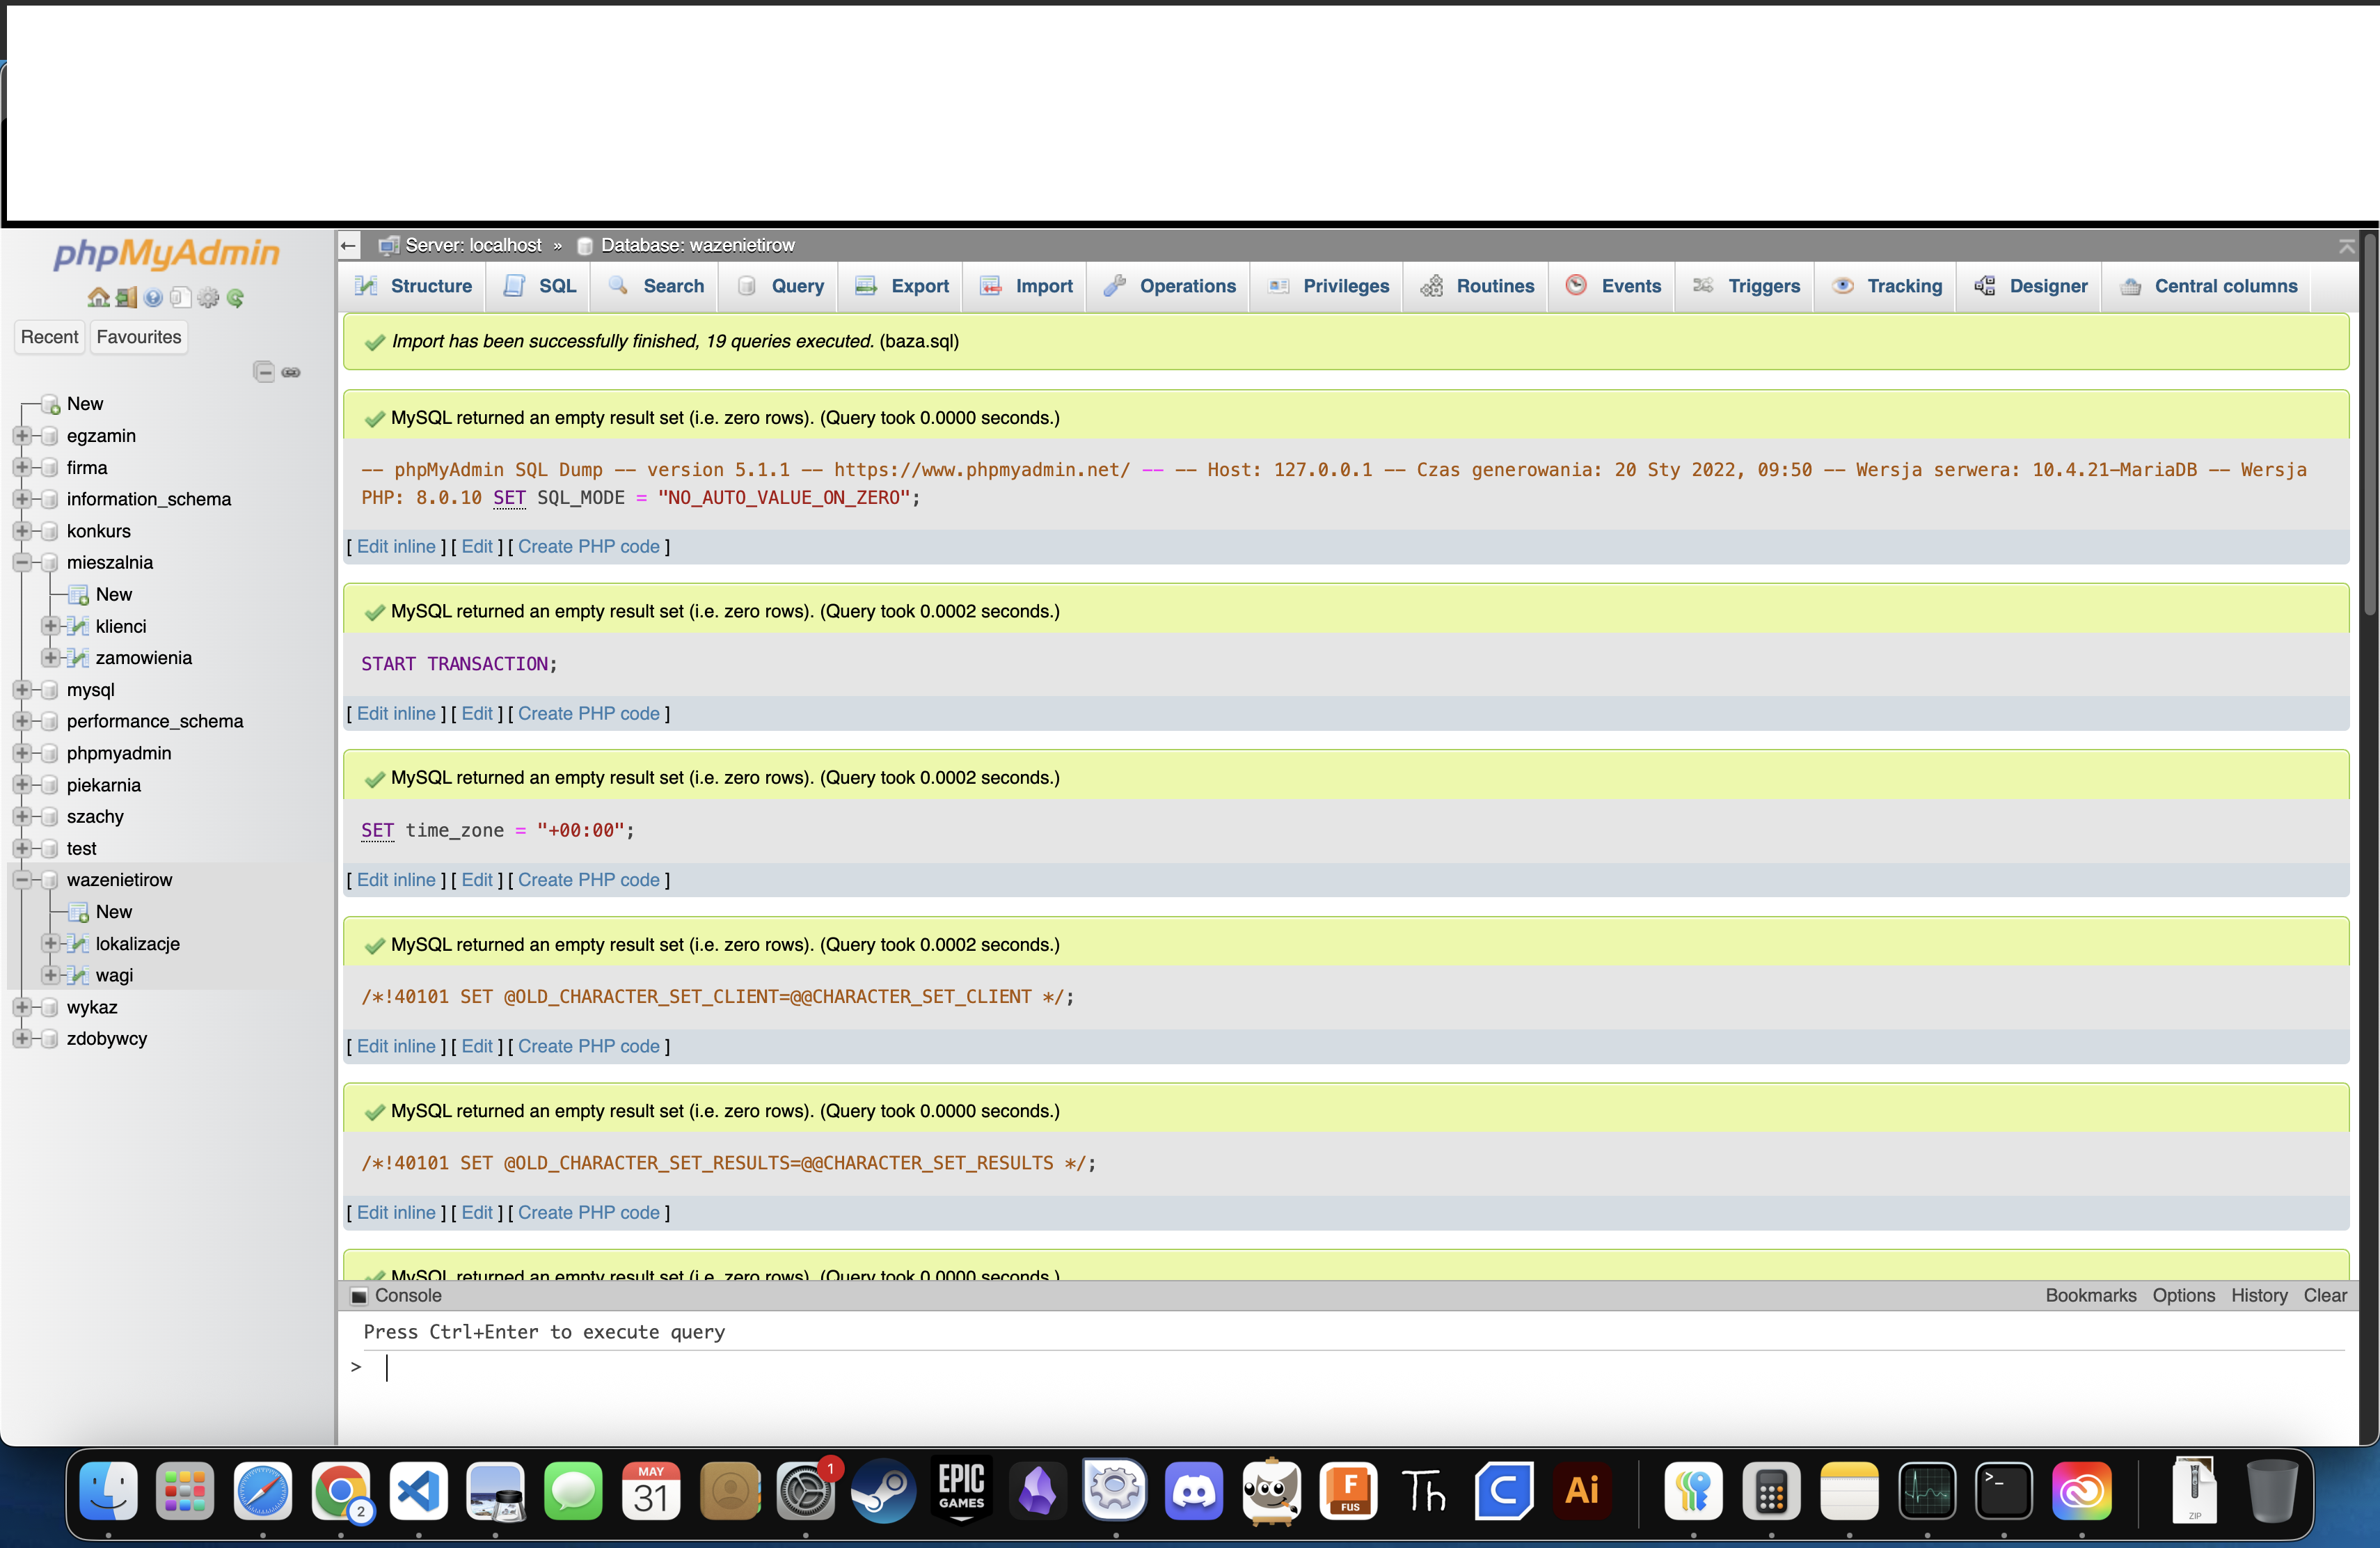 phpMyAdmin
Recent
Favourites
New
egzamin
firma
information_schema
konkurs
mieszalnia
New
klienci
zamowienia
mysql
performance_schema
phpmyadmin
piekarnia
szachy
test
wazenietirow
New
lokalizacje
wagi
wykaz
zdobywcy
Server: localhost » Database: wazenietirow
Structure SQL Search Query Export Import Operations Privileges Routines Events Triggers Tracking Designer Central columns
Import has been successfully finished, 19 queries executed. (baza.sql)
MySQL returned an empty result set (i.e. zero rows). (Query took 0.0000 seconds.)
-- phpMyAdmin SQL Dump -- version 5.1.1 -- https://www.phpmyadmin.net/ -- -- Host: 127.0.0.1 -- Czas generowania: 20 Sty 2022, 09:50 -- Wersja serwera: 10.4.21-MariaDB -- Wersja
PHP: 8.0.10 SET SQL_MODE = "NO_AUTO_VALUE_ON_ZERO";
[ Edit inline ] [ Edit ] [ Create PHP code ]
MySQL returned an empty result set (i.e. zero rows). (Query took 0.0002 seconds.)
START TRANSACTION;
[ Edit inline ] [ Edit ] [ Create PHP code ]
MySQL returned an empty result set (i.e. zero rows). (Query took 0.0002 seconds.)
SET time_zone = "+00:00";
[ Edit inline ] [ Edit ] [ Create PHP code ]
MySQL returned an empty result set (i.e. zero rows). (Query took 0.0002 seconds.)
/*!40101 SET @OLD_CHARACTER_SET_CLIENT=@@CHARACTER_SET_CLIENT */;
[ Edit inline ] [ Edit ] [ Create PHP code ]
MySQL returned an empty result set (i.e. zero rows). (Query took 0.0000 seconds.)
/*!40101 SET @OLD_CHARACTER_SET_RESULTS=@@CHARACTER_SET_RESULTS */;
[ Edit inline ] [ Edit ] [ Create PHP code ]
MySQL returned an empty result set (i.e. zero rows). (Query took 0.0000 seconds.)
Console
Bookmarks Options History Clear
Press Ctrl+Enter to execute query
>
2
MAY
31
1
EPIC
GAMES
F
FUS
Th
C
Ai
>_
ZIP